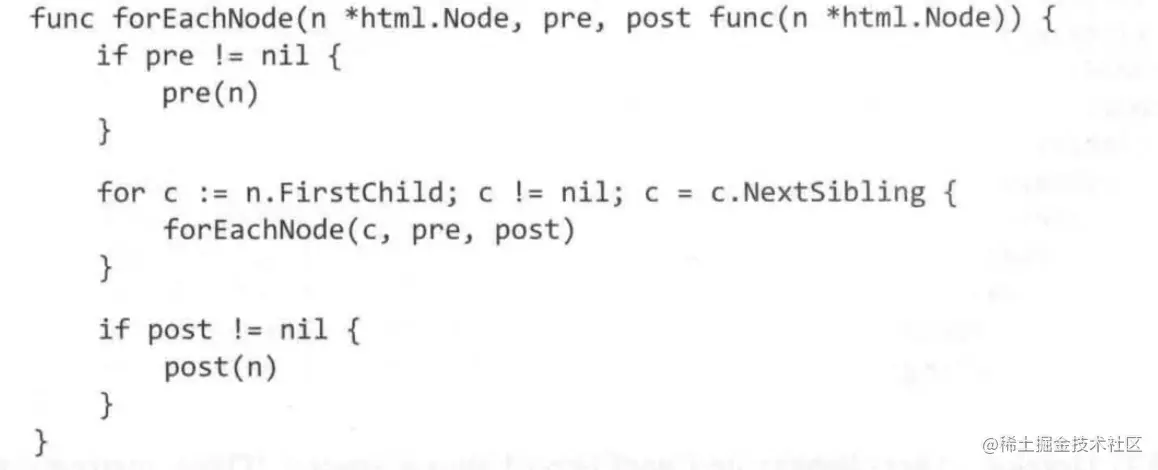 func forEachNode(n *html.Node, pre, post func(n *html.Node)) {
    if pre != nil {
        pre(n)
    }

    for c := n.FirstChild; c != nil; c = c.NextSibling {
        forEachNode(c, pre, post)
    }

    if post != nil {
        post(n)
    }
}
@稀土掘金技术社区